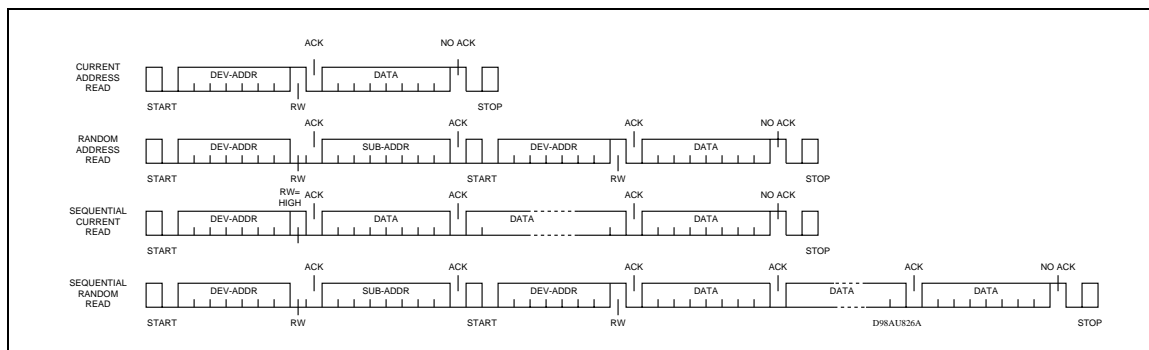 ACK NO ACK
CURRENT
ADDRESS
READ
DEV-ADDR DATA
START RW STOP
ACK ACK ACK NO ACK
RANDOM
ADDRESS
READ
DEV-ADDR SUB-ADDR DEV-ADDR DATA
START RW START RW STOP
RW=
HIGH
ACK ACK ACK NO ACK
SEQUENTIAL
CURRENT
READ
DEV-ADDR DATA DATA DATA
START STOP
ACK ACK ACK ACK ACK NO ACK
SEQUENTIAL
RANDOM
READ
DEV-ADDR SUB-ADDR DEV-ADDR DATA DATA DATA
START RW START RW D98AU826A STOP